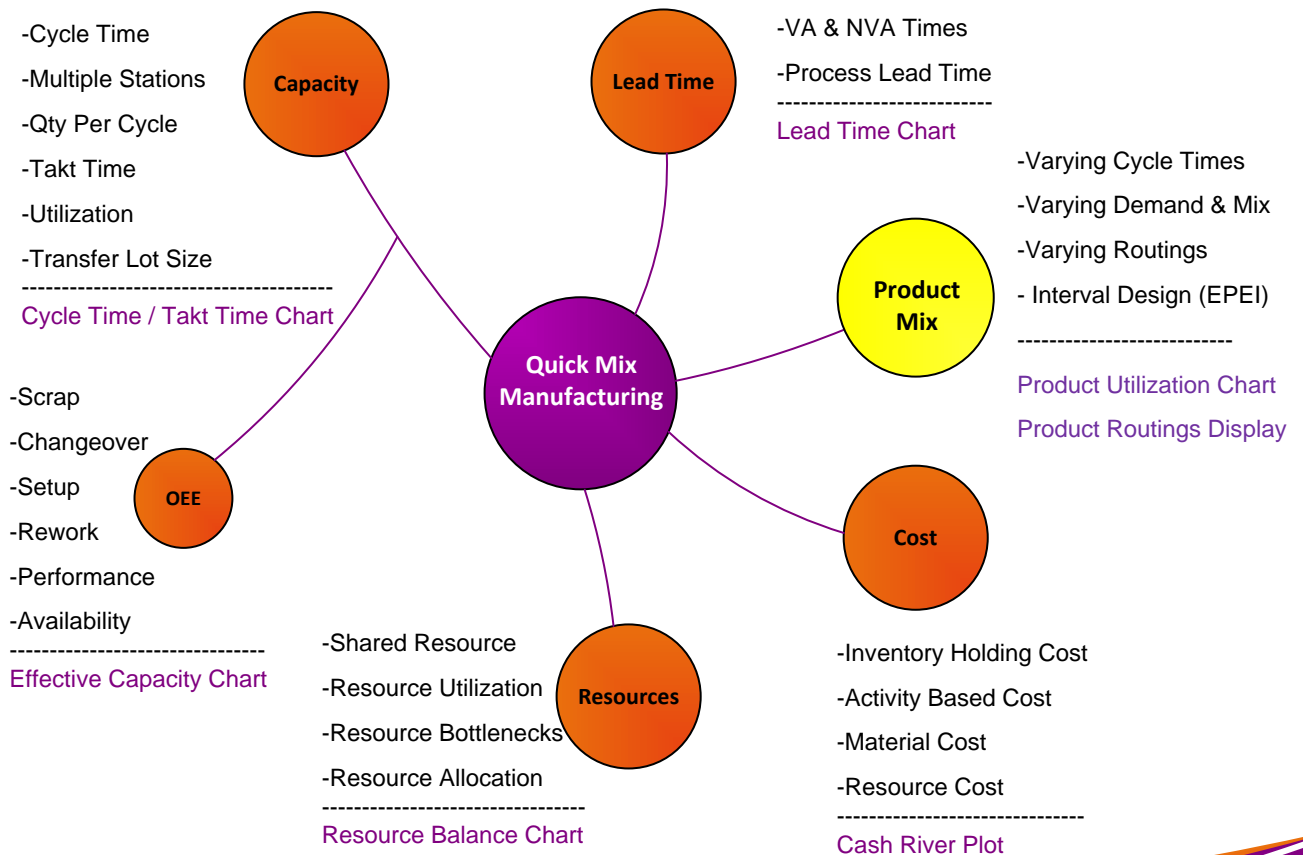 -Cycle Time
-Multiple Stations
-Qty Per Cycle
-Takt Time
-Utilization
-Transfer Lot Size
---------------------------------------
Cycle Time / Takt Time Chart
Capacity
Lead Time
-VA & NVA Times
-Process Lead Time
---------------------------
Lead Time Chart
Product
Mix
-Varying Cycle Times
-Varying Demand & Mix
-Varying Routings
- Interval Design (EPEI)
---------------------------
Product Utilization Chart
Product Routings Display
Quick Mix
Manufacturing
-Scrap
-Changeover
-Setup
-Rework
-Performance
-Availability
--------------------------------
Effective Capacity Chart
OEE
-Shared Resource
-Resource Utilization
-Resource Bottlenecks
-Resource Allocation
---------------------------------
Resource Balance Chart
Resources
Cost
-Inventory Holding Cost
-Activity Based Cost
-Material Cost
-Resource Cost
-------------------------------
Cash River Plot